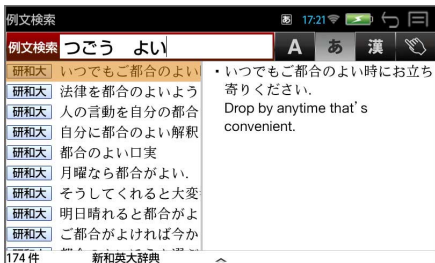 例文検索
あ 17:21
例文検索 つごう よい
A あ 漢
研和大 いつでもご都合のよい
研和大 法律を都合のよいよう
研和大 人の言動を自分の都合
研和大 自分に都合のよい解釈
研和大 都合のよい口実
研和大 月曜なら都合がよい.
研和大 そうしてくれると大変
研和大 明日晴れると都合がよ
研和大 ご都合がよければ今か
・いつでもご都合のよい時にお立ち
寄りください.
Drop by anytime that's
convenient.
174 件 新和英大辞典